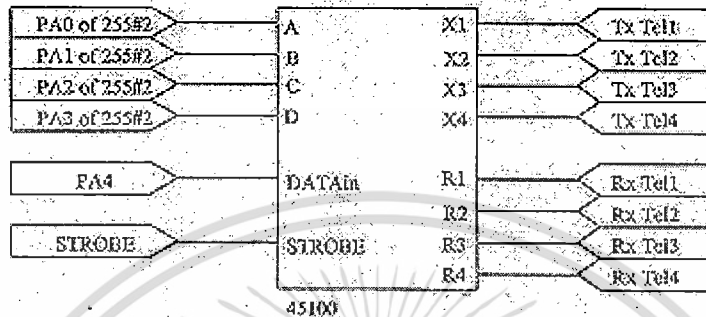 PA0 of 255#2 A X1 Tx Tel1
PA1 of 255#2 B X2 Tx Tel2
PA2 of 255#2 C X3 Tx Tel3
PA3 of 255#2 D X4 Tx Tel4
PA4 DATAin R1 Rx Tel1
R2 Rx Tel2
STROBE STROBE R3 Rx Tel3
R4 Rx Tel4
45100